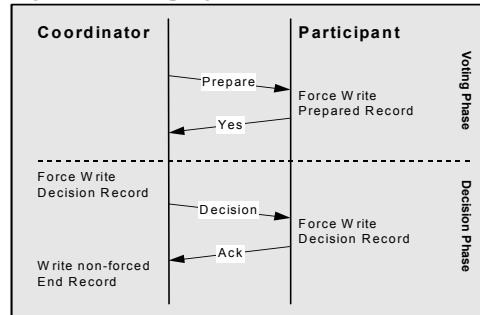 Coordinator
Participant
Prepare
Force Write
Prepared Record
Yes
Voting Phase
Force Write
Decision Record
Decision
Force Write
Decision Record
Ack
Write non-forced
End Record
Decision Phase